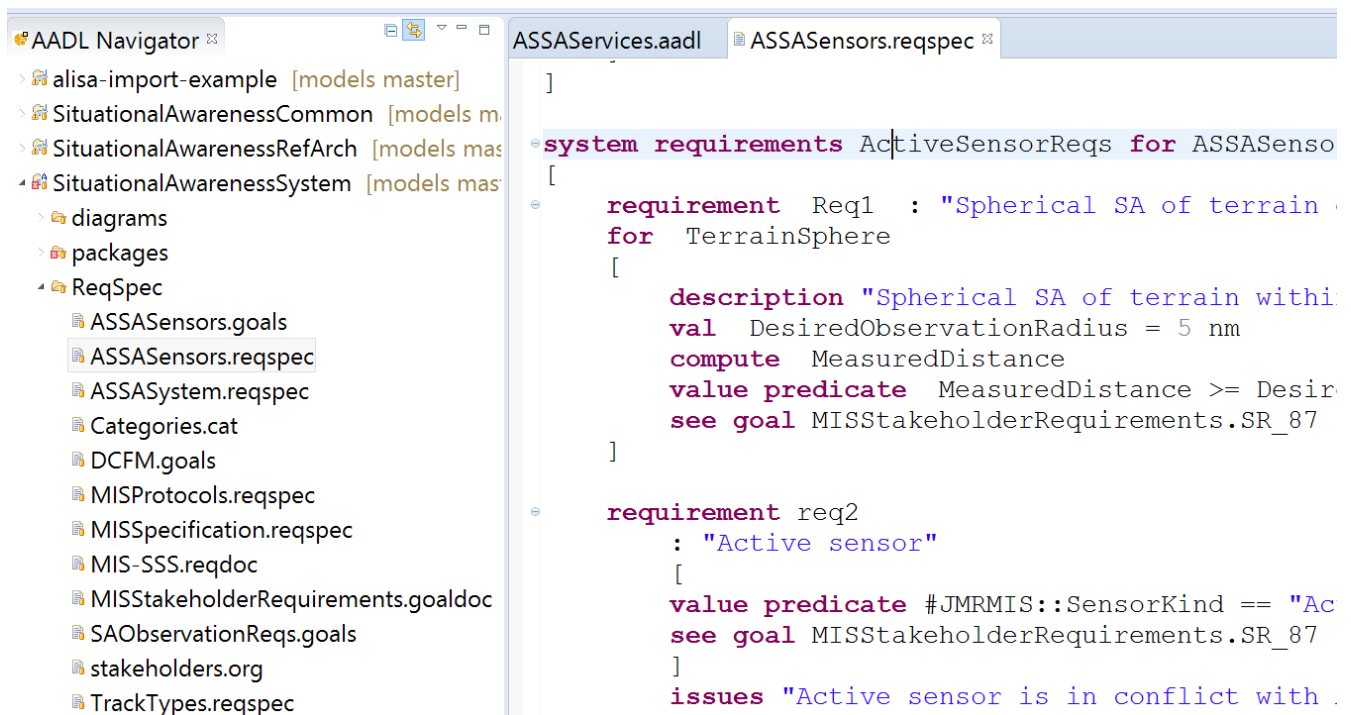 AADL Navigator
alisa-import-example [models master]
SituationalAwarenessCommon [models
SituationalAwarenessRefArch [models mas
SituationalAwarenessSystem [models mas
diagrams
packages
ReqSpec
ASSASensors.goals
ASSASensors.reqspec
ASSASystem.reqspec
Categories.cat
DCFM.goals
MISProtocols.reqspec
MISSpecification.reqspec
MIS-SSS.reqdoc
MISStakeholderRequirements.goaldoc
SAObservationReqs.goals
stakeholders.org
TrackTypes.reqspec
ASSAServices.aadl ASSASensors.reqspec
]
system requirements ActiveSensorReqs for ASSASenso
[
requirement Req1 : "Spherical SA of terrain
for TerrainSphere
[
description "Spherical SA of terrain withi
val DesiredObservationRadius = 5 nm
compute MeasuredDistance
value predicate MeasuredDistance >= Desir
see goal MISStakeholderRequirements.SR_87
]
requirement req2
: "Active sensor"
[
value predicate #JMRMIS::SensorKind == "Ac
see goal MISStakeholderRequirements.SR_87
]
issues "Active sensor is in conflict with